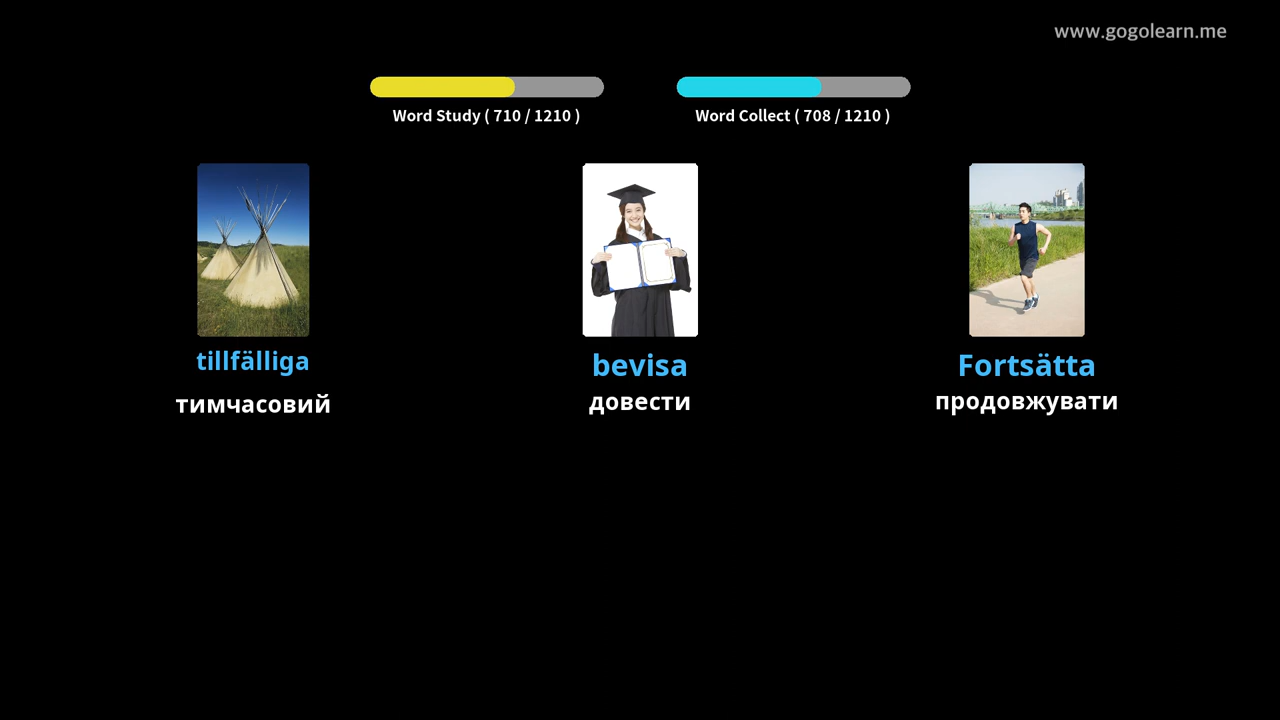 www.gogolearn.me
Word Study ( 710 / 1210 )
Word Collect ( 708 / 1210 )
tillfälliga
тимчасовий
bevisa
довести
Fortsätta
продовжувати